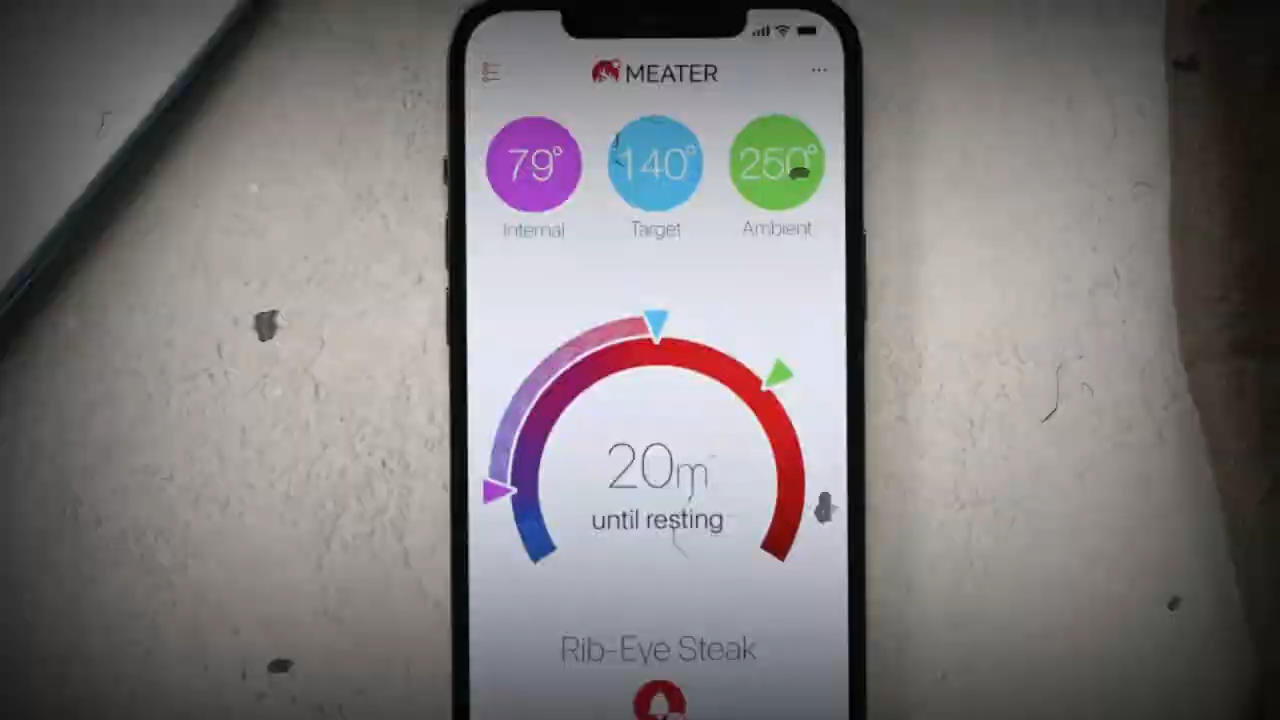 MEATER
79° 140° 250°
Internal Target Ambient
20m
until resting
Rib-Eye Steak